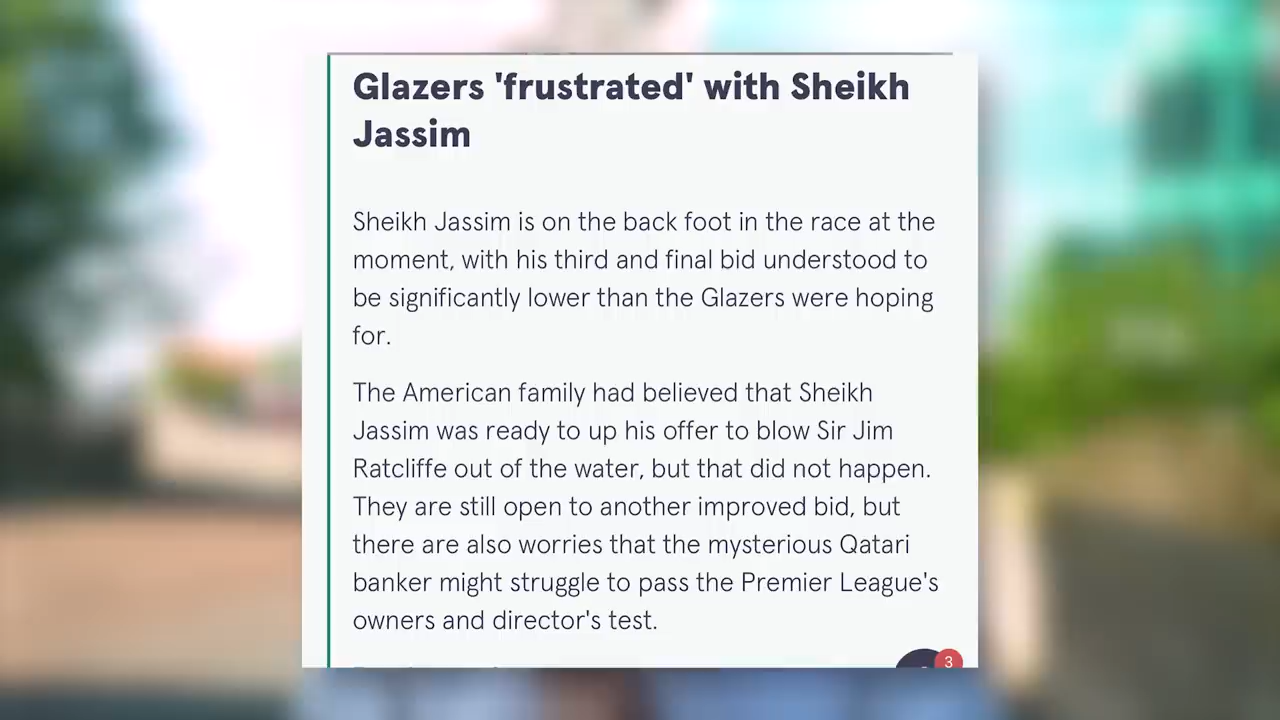 Glazers 'frustrated' with Sheikh
Jassim
Sheikh Jassim is on the back foot in the race at the
moment, with his third and final bid understood to
be significantly lower than the Glazers were hoping
for.
The American family had believed that Sheikh
Jassim was ready to up his offer to blow Sir Jim
Ratcliffe out of the water, but that did not happen.
They are still open to another improved bid, but
there are also worries that the mysterious Qatari
banker might struggle to pass the Premier League's
owners and director's test.
3